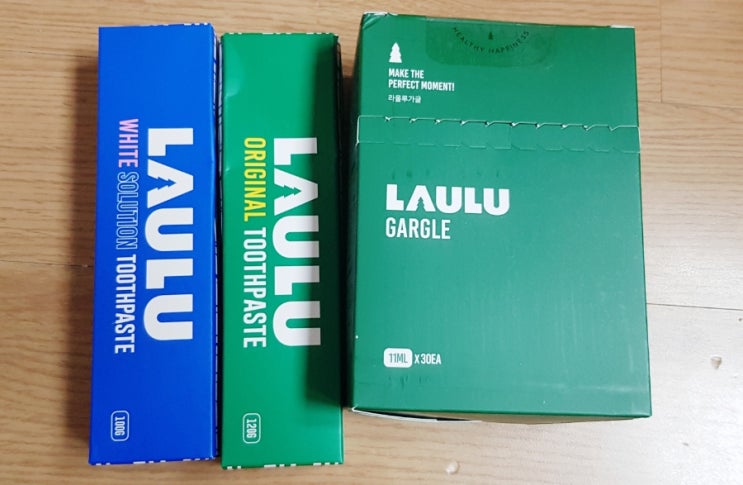 LAULU
WHITE SOLUTION TOOTHPASTE
100G
LAULU
ORIGINAL TOOTHPASTE
120G
HEALTHY HAPPINESS
MAKE THE
PERFECT MOMENT!
라울루가글
LAULU
GARGLE
11ML X 30EA